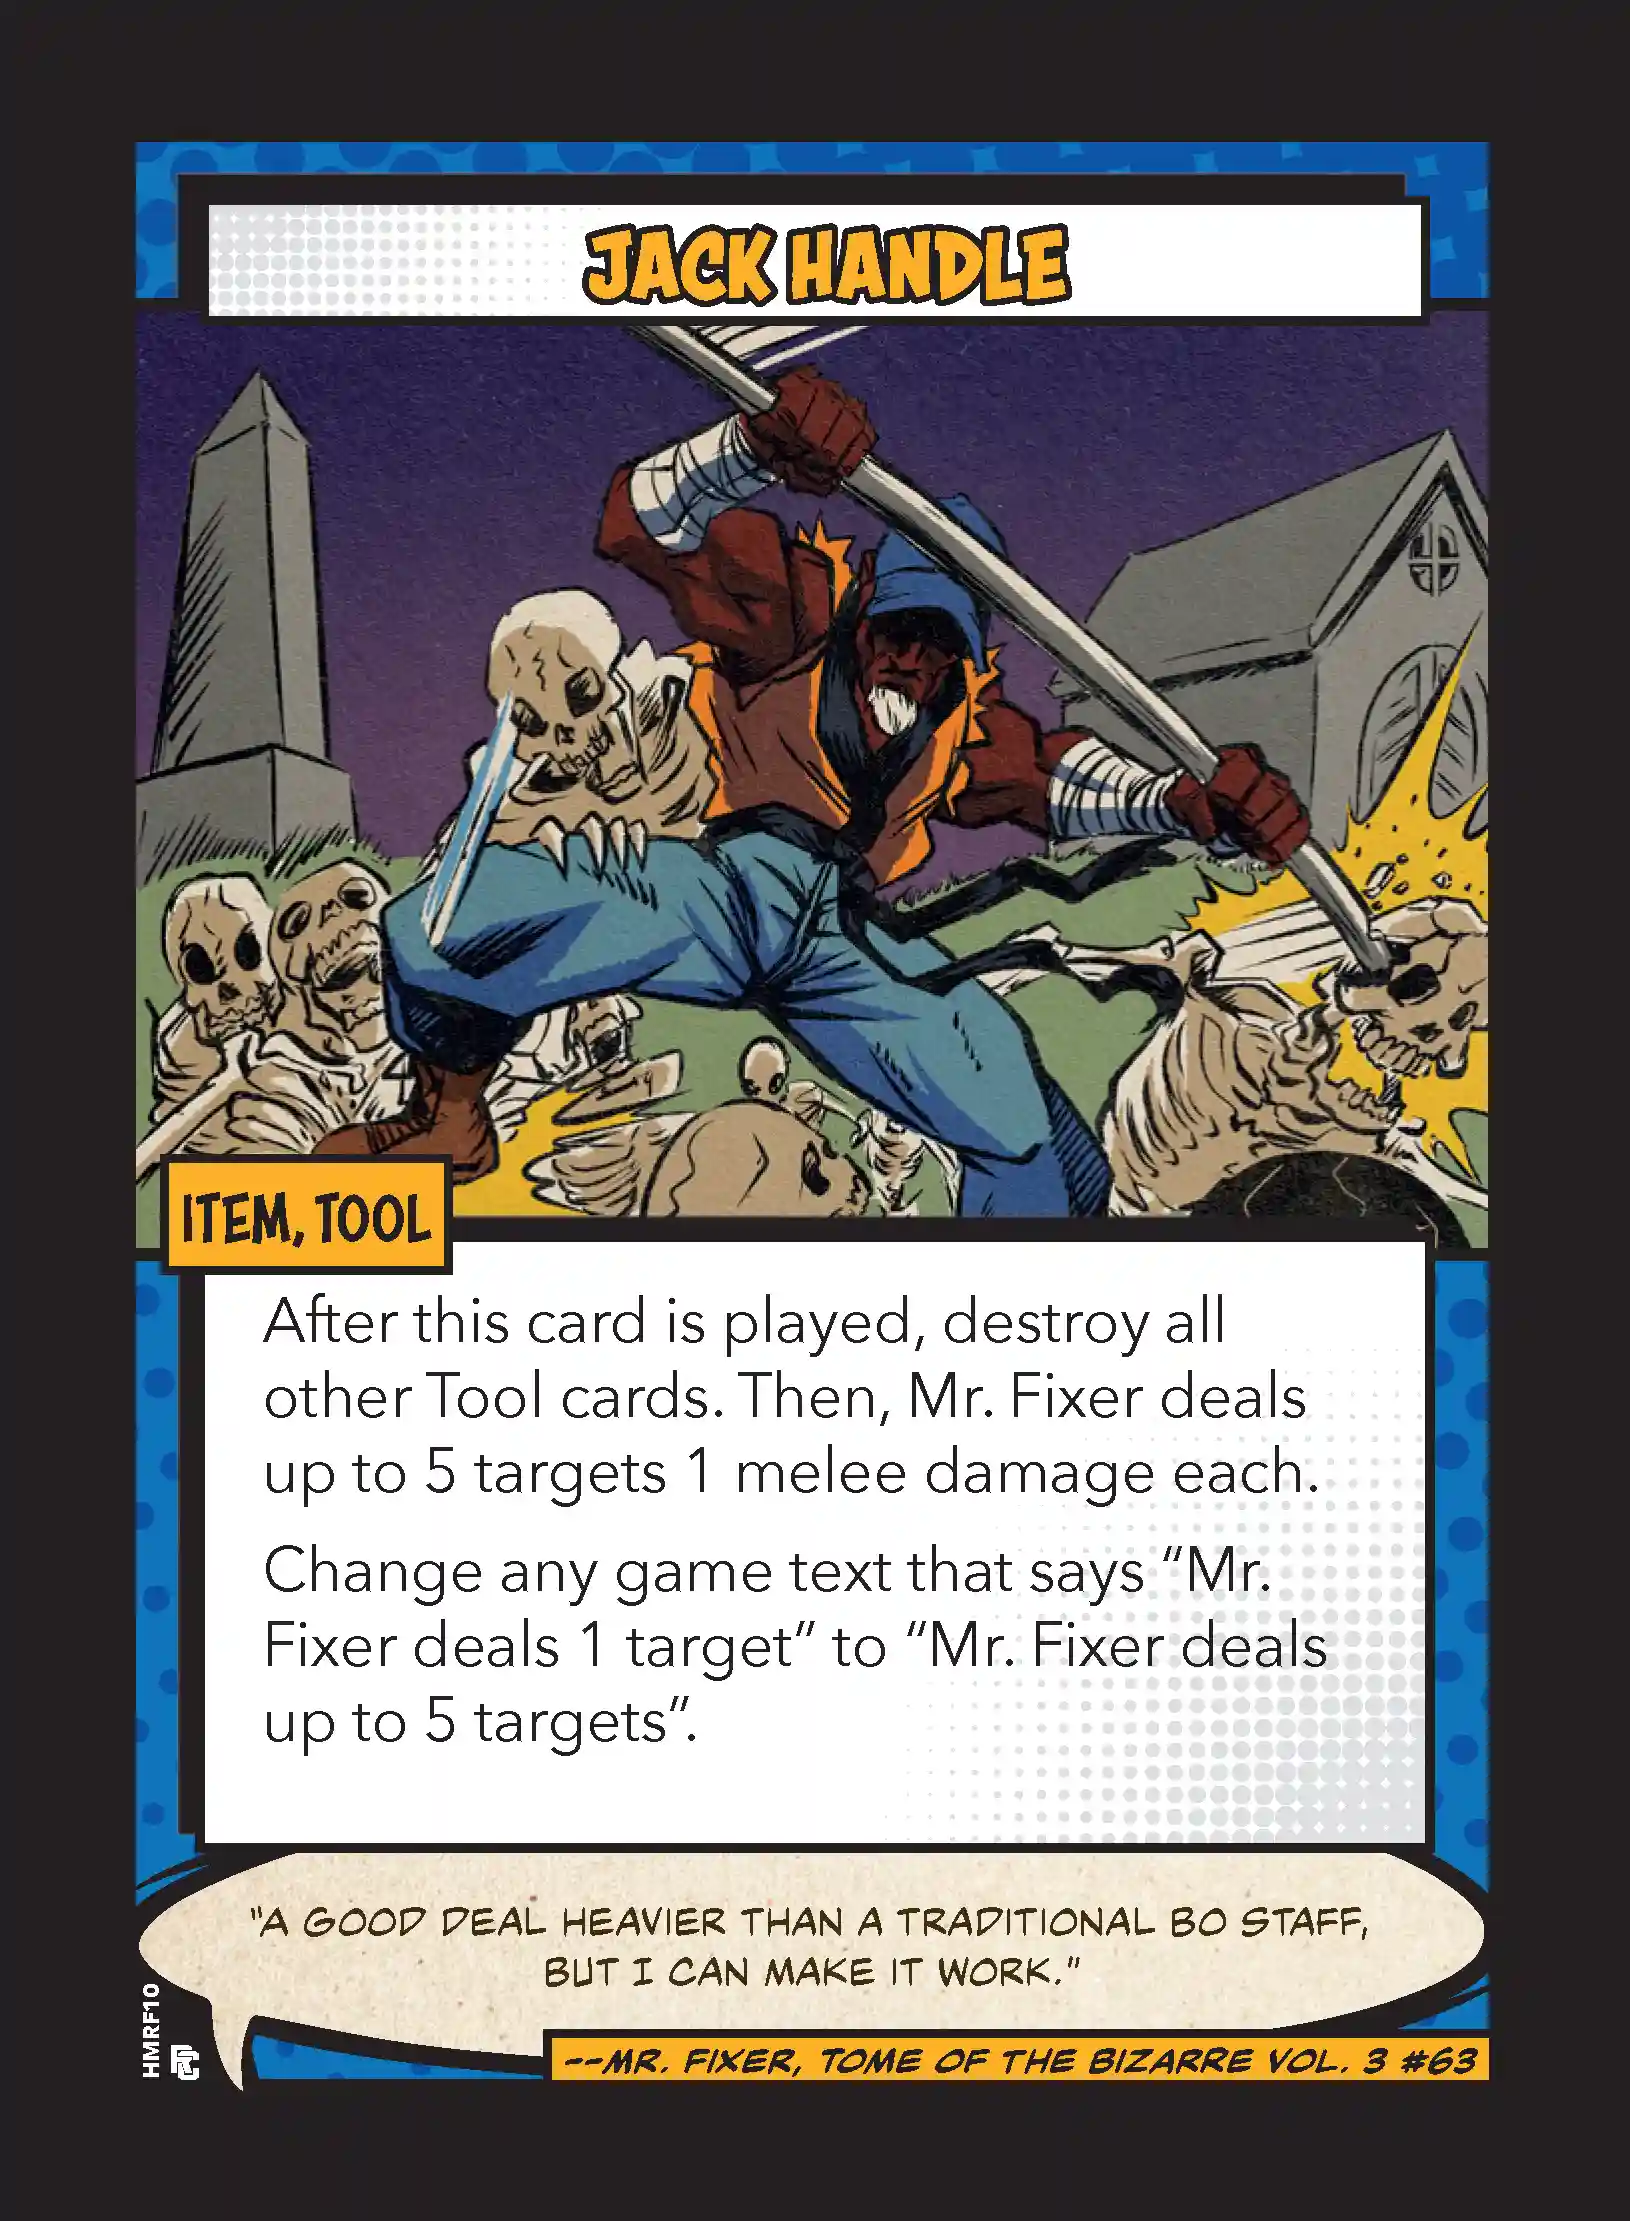 JACK HANDLE
ITEM, TOOL
After this card is played, destroy all
other Tool cards. Then, Mr. Fixer deals
up to 5 targets 1 melee damage each.
Change any game text that says “Mr.
Fixer deals 1 target” to “Mr. Fixer deals
up to 5 targets”.
"A GOOD DEAL HEAVIER THAN A TRADITIONAL BO STAFF,
BUT I CAN MAKE IT WORK."
--MR. FIXER, TOME OF THE BIZARRE VOL. 3 #63
HMRF10